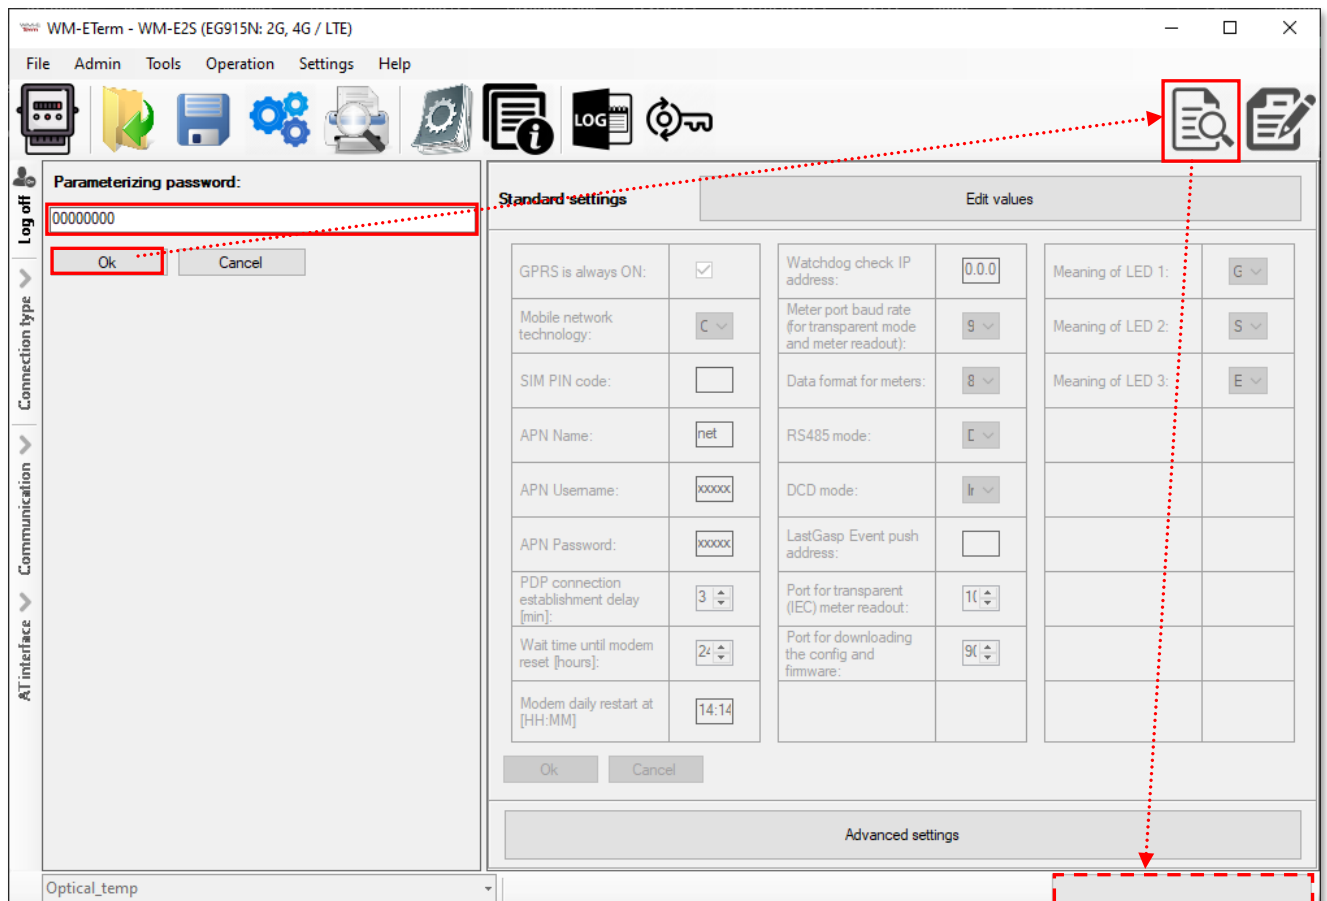 WM-ETerm - WM-E2S (EG915N: 2G, 4G / LTE)
File Admin Tools Operation Settings Help
LOG
Log off
Connection type
Communication
AT interface
Parameterizing password:
00000000
Ok Cancel
Standard settings
Edit values
GPRS is always ON:
Mobile network
technology:
C
SIM PIN code:
APN Name:
net
APN Username:
xxxxx
APN Password:
xxxxx
PDP connection
establishment delay
[min]:
3
Wait time until modem
reset [hours]:
24
Modem daily restart at
[HH:MM]
14:14
Watchdog check IP
address:
0.0.0
Meter port baud rate
(for transparent mode
and meter readout):
9
Data format for meters:
8
RS485 mode:
DCD mode:
Ir
LastGasp Event push
address:
Port for transparent
(IEC) meter readout:
Port for downloading
the config and
firmware:
Meaning of LED 1:
G
Meaning of LED 2:
S
Meaning of LED 3:
E
Ok Cancel
Advanced settings
Optical_temp